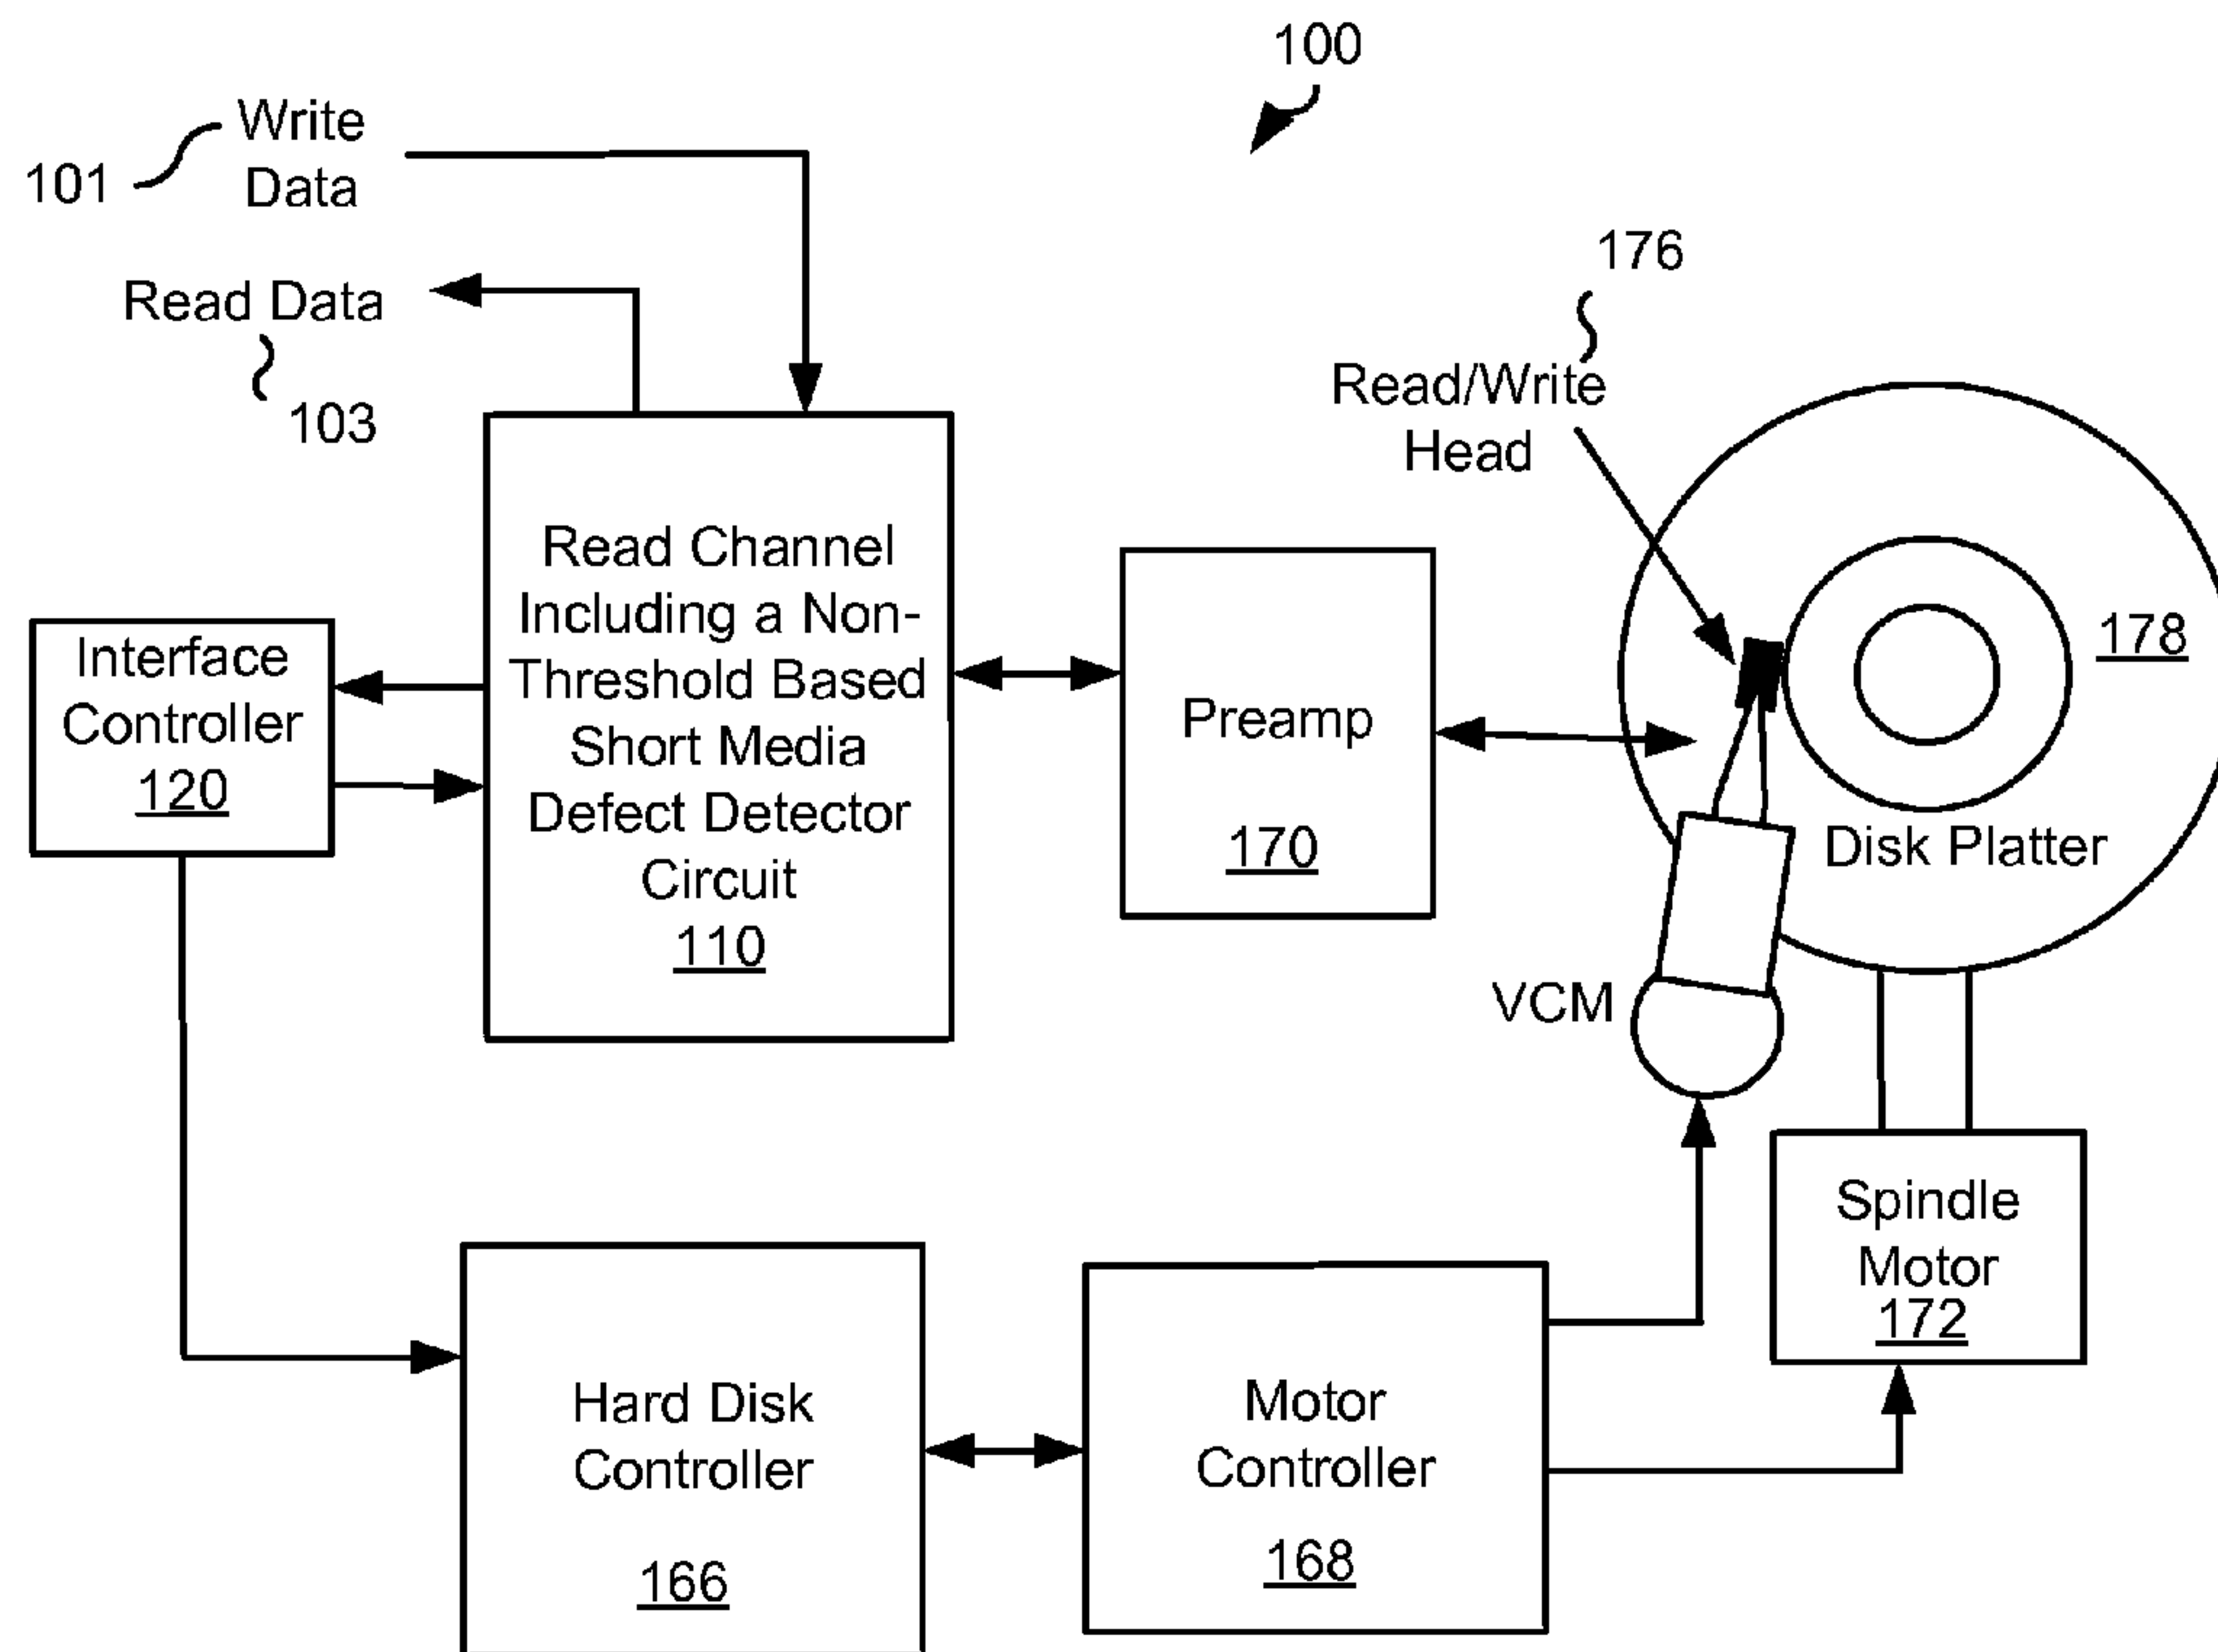 100
Write
Data
101
Read Data
103
176
Read/Write
Head
Read Channel
Including a Non-
Threshold Based
Short Media
Defect Detector
Circuit
110
Interface
Controller
120
Preamp
170
178
Disk Platter
VCM
Spindle
Motor
172
Hard Disk
Controller
166
Motor
Controller
168